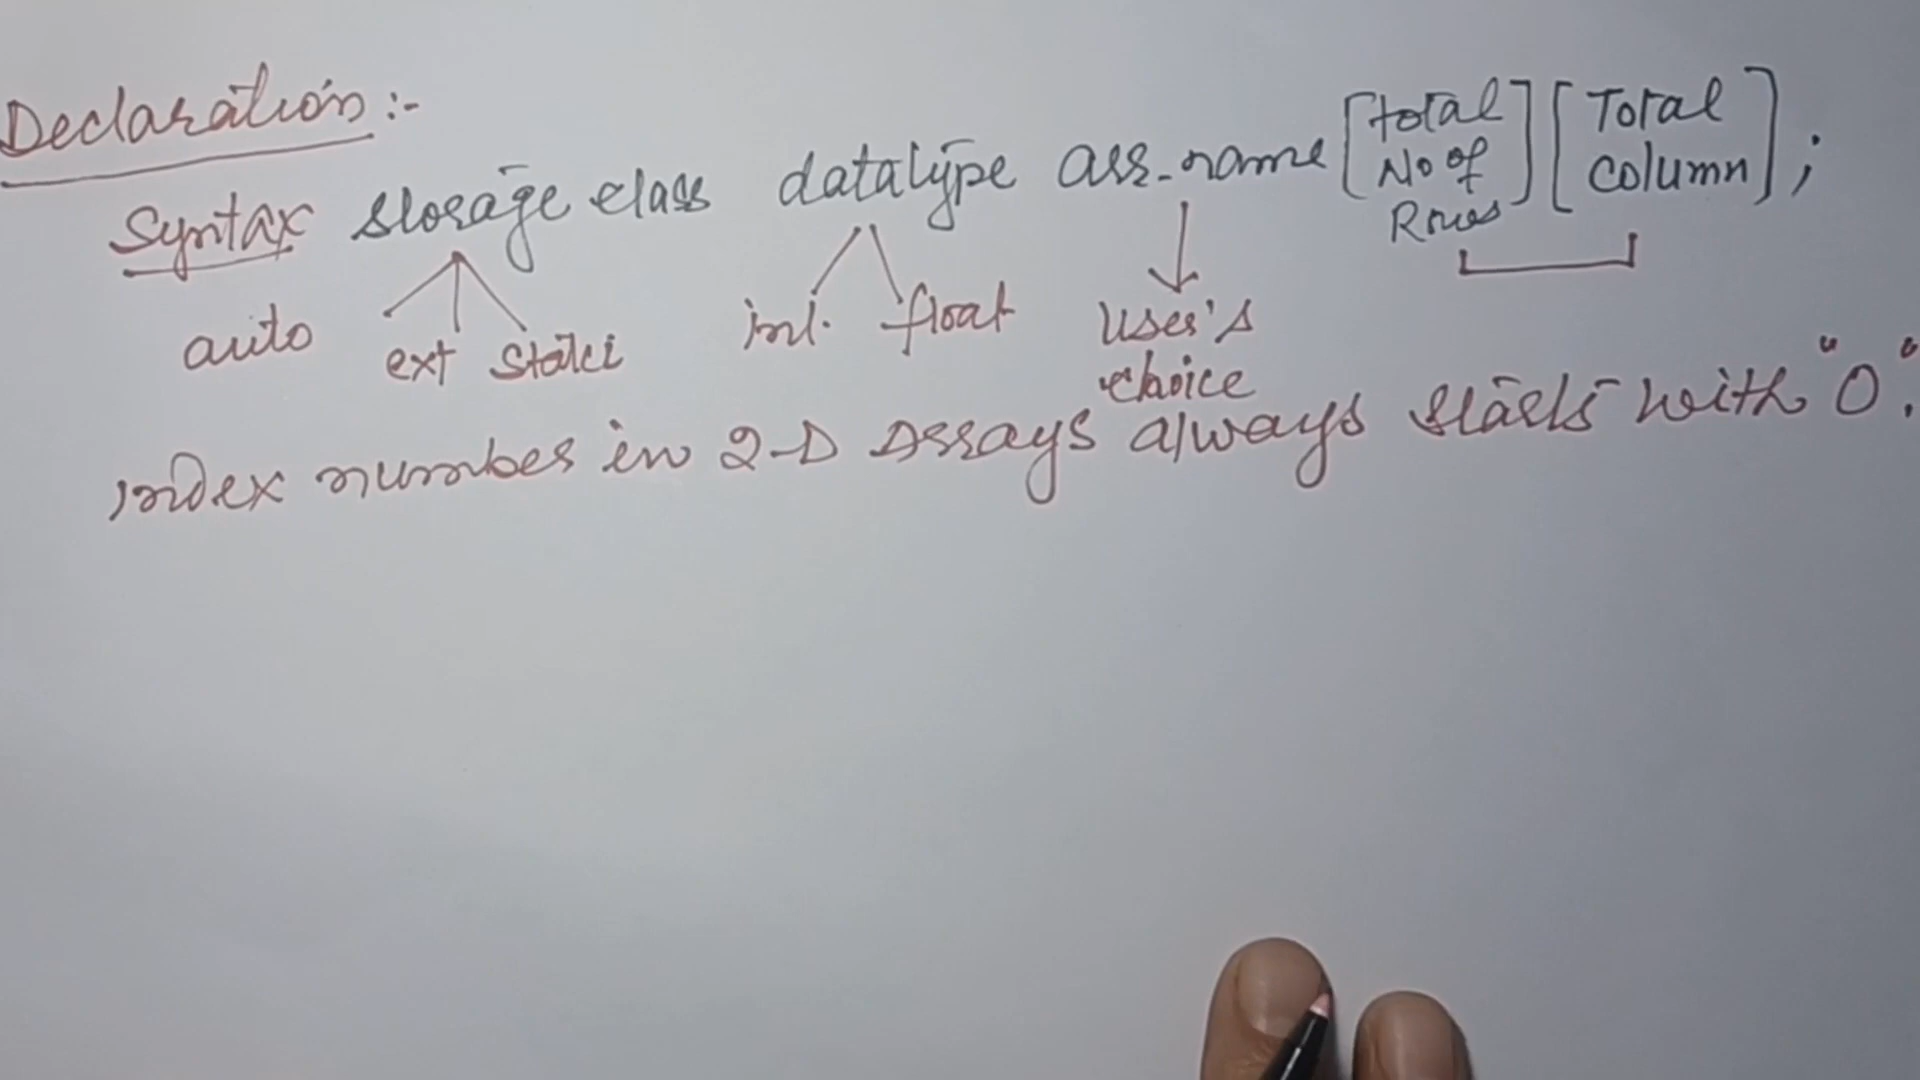 Declaration :-
Syntax storage class datatype arr-name [Total No of Rows] [Total Column];
auto ext static int. float user's choice
index number in 2-D Arrays always starts with "0".